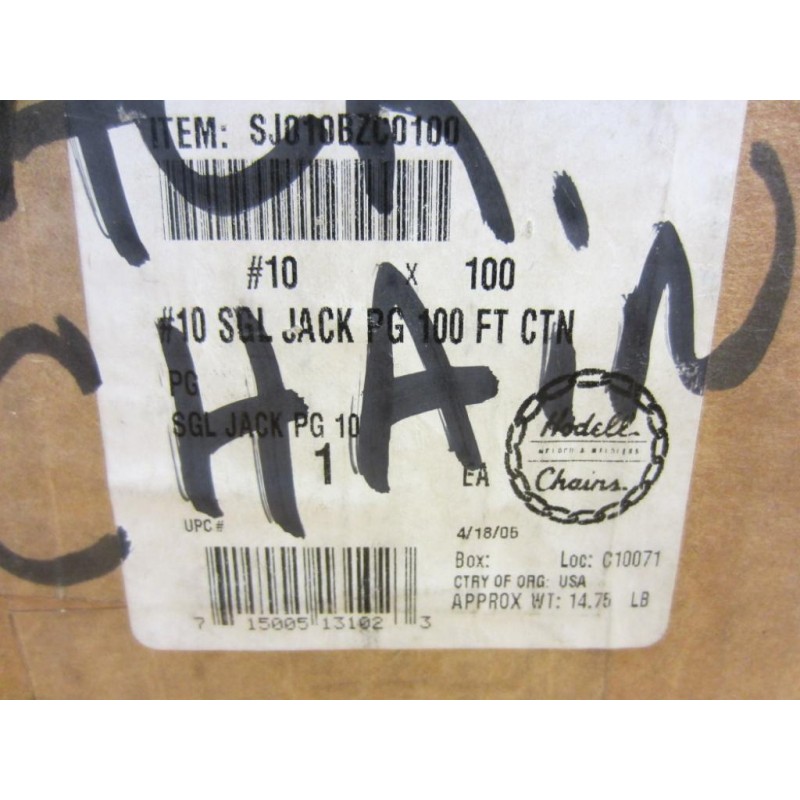 ITEM: SJ010BZC0100
#10 x 100
#10 SGL JACK PG 100 FT CTN
PG
SGL JACK PG 10
1 EA
CHAIN
Hodell
Chains.
UPC #
4/18/05
Box: Loc: C10071
CTRY OF ORG: USA
APPROX WT: 14.75 LB
7 15005 13102 3